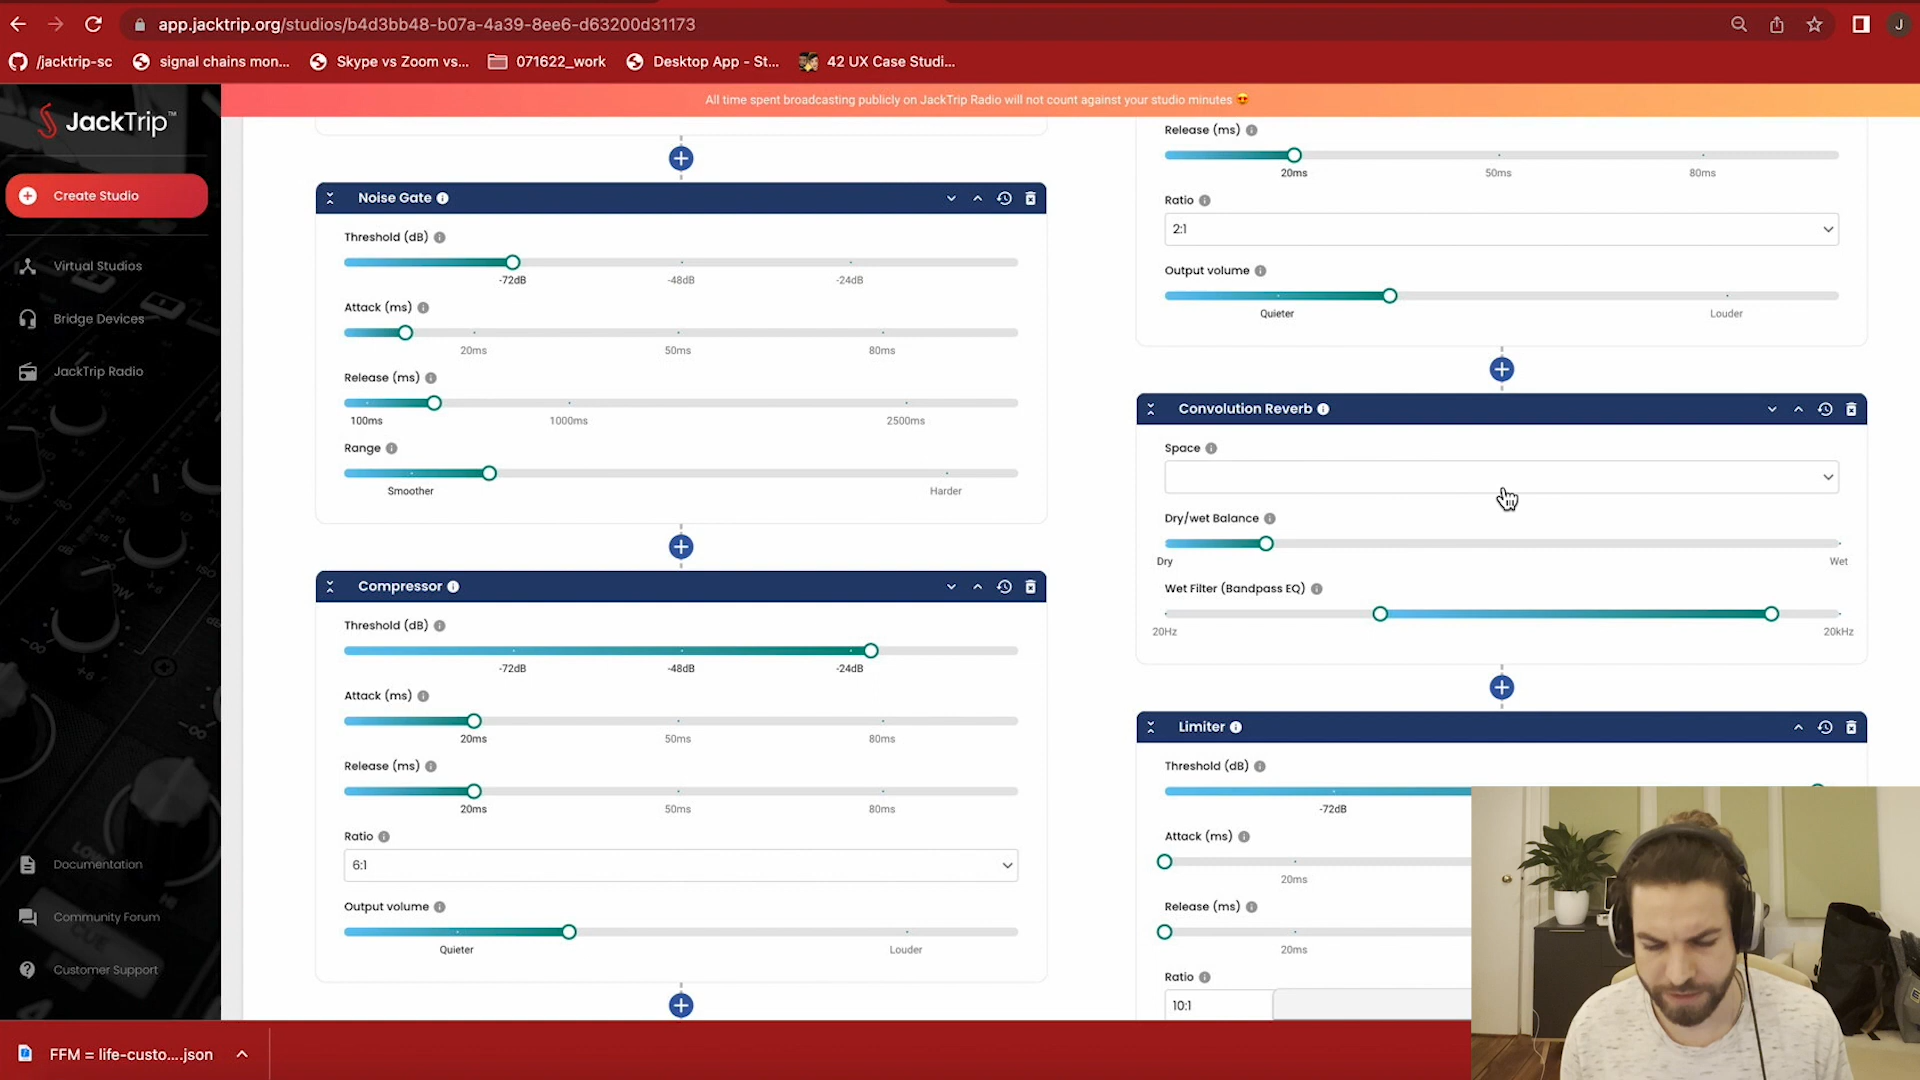 app.jacktrip.org/studios/b4d3bb48-b07a-4a39-8ee6-d63200d31173
J
/jacktrip-sc
signal chains mon...
Skype vs Zoom vs...
071622_work
Desktop App - St...
42 UX Case Studi...
All time spent broadcasting publicly on JackTrip Radio will not count against your studio minutes 😍
JackTrip™
Create Studio
Virtual Studios
Bridge Devices
JackTrip Radio
Documentation
Community Forum
Customer Support
Noise Gate
Threshold (dB)
-72dB
-48dB
-24dB
Attack (ms)
20ms
50ms
80ms
Release (ms)
100ms
1000ms
2500ms
Range
Smoother
Harder
Compressor
Threshold (dB)
-72dB
-48dB
-24dB
Attack (ms)
20ms
50ms
80ms
Release (ms)
20ms
50ms
80ms
Ratio
6:1
Output volume
Quieter
Louder
Release (ms)
20ms
50ms
80ms
Ratio
2:1
Output volume
Quieter
Louder
Convolution Reverb
Space
Dry/wet Balance
Dry
Wet
Wet Filter (Bandpass EQ)
20Hz
20kHz
Limiter
Threshold (dB)
-72dB
Attack (ms)
20ms
Release (ms)
20ms
Ratio
10:1
FFM = life-custo....json